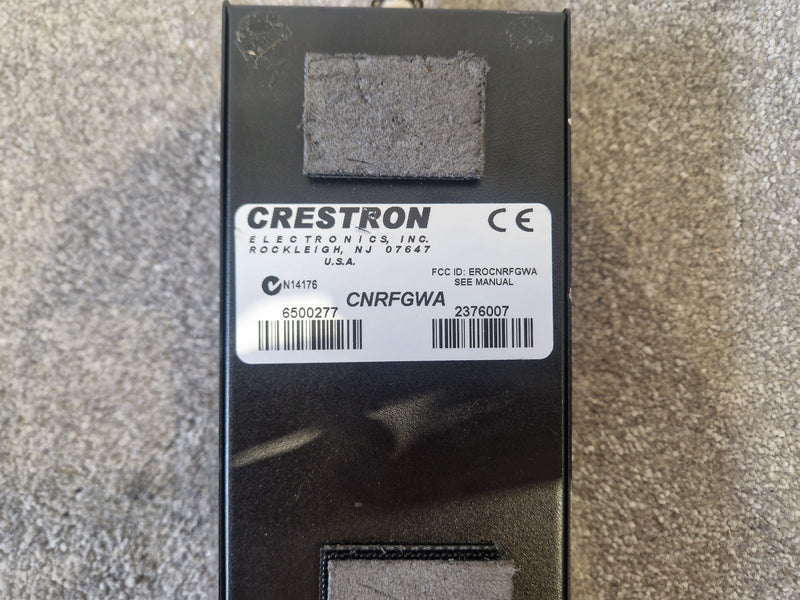 CRESTRON
ELECTRONICS, INC.
ROCKLEIGH, NJ 07647
U.S.A.
CE
N14176
FCC ID: EROCNRFGWA
SEE MANUAL
CNRFGWA
6500277
2376007